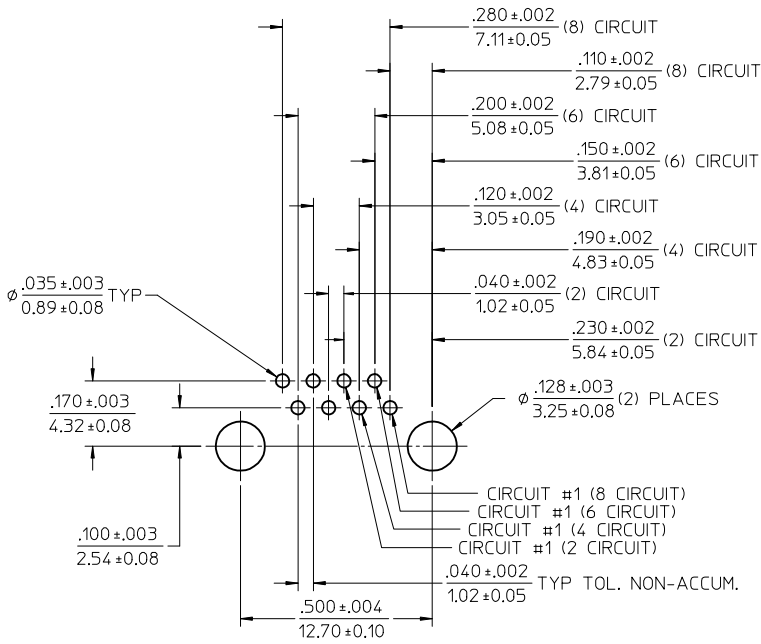 .280±.002
7.11±0.05
(8) CIRCUIT
.110±.002
2.79±0.05
(8) CIRCUIT
.200±.002
5.08±0.05
(6) CIRCUIT
.150±.002
3.81±0.05
(6) CIRCUIT
.120±.002
3.05±0.05
(4) CIRCUIT
.190±.002
4.83±0.05
(4) CIRCUIT
.040±.002
1.02±0.05
(2) CIRCUIT
.230±.002
5.84±0.05
(2) CIRCUIT
ϕ .035±.003
0.89±0.08
TYP
.170±.003
4.32±0.08
ϕ .128±.003
3.25±0.08
(2) PLACES
CIRCUIT #1 (8 CIRCUIT)
CIRCUIT #1 (6 CIRCUIT)
CIRCUIT #1 (4 CIRCUIT)
CIRCUIT #1 (2 CIRCUIT)
.100±.003
2.54±0.08
.040±.002
1.02±0.05
TYP TOL. NON-ACCUM.
.500±.004
12.70±0.10